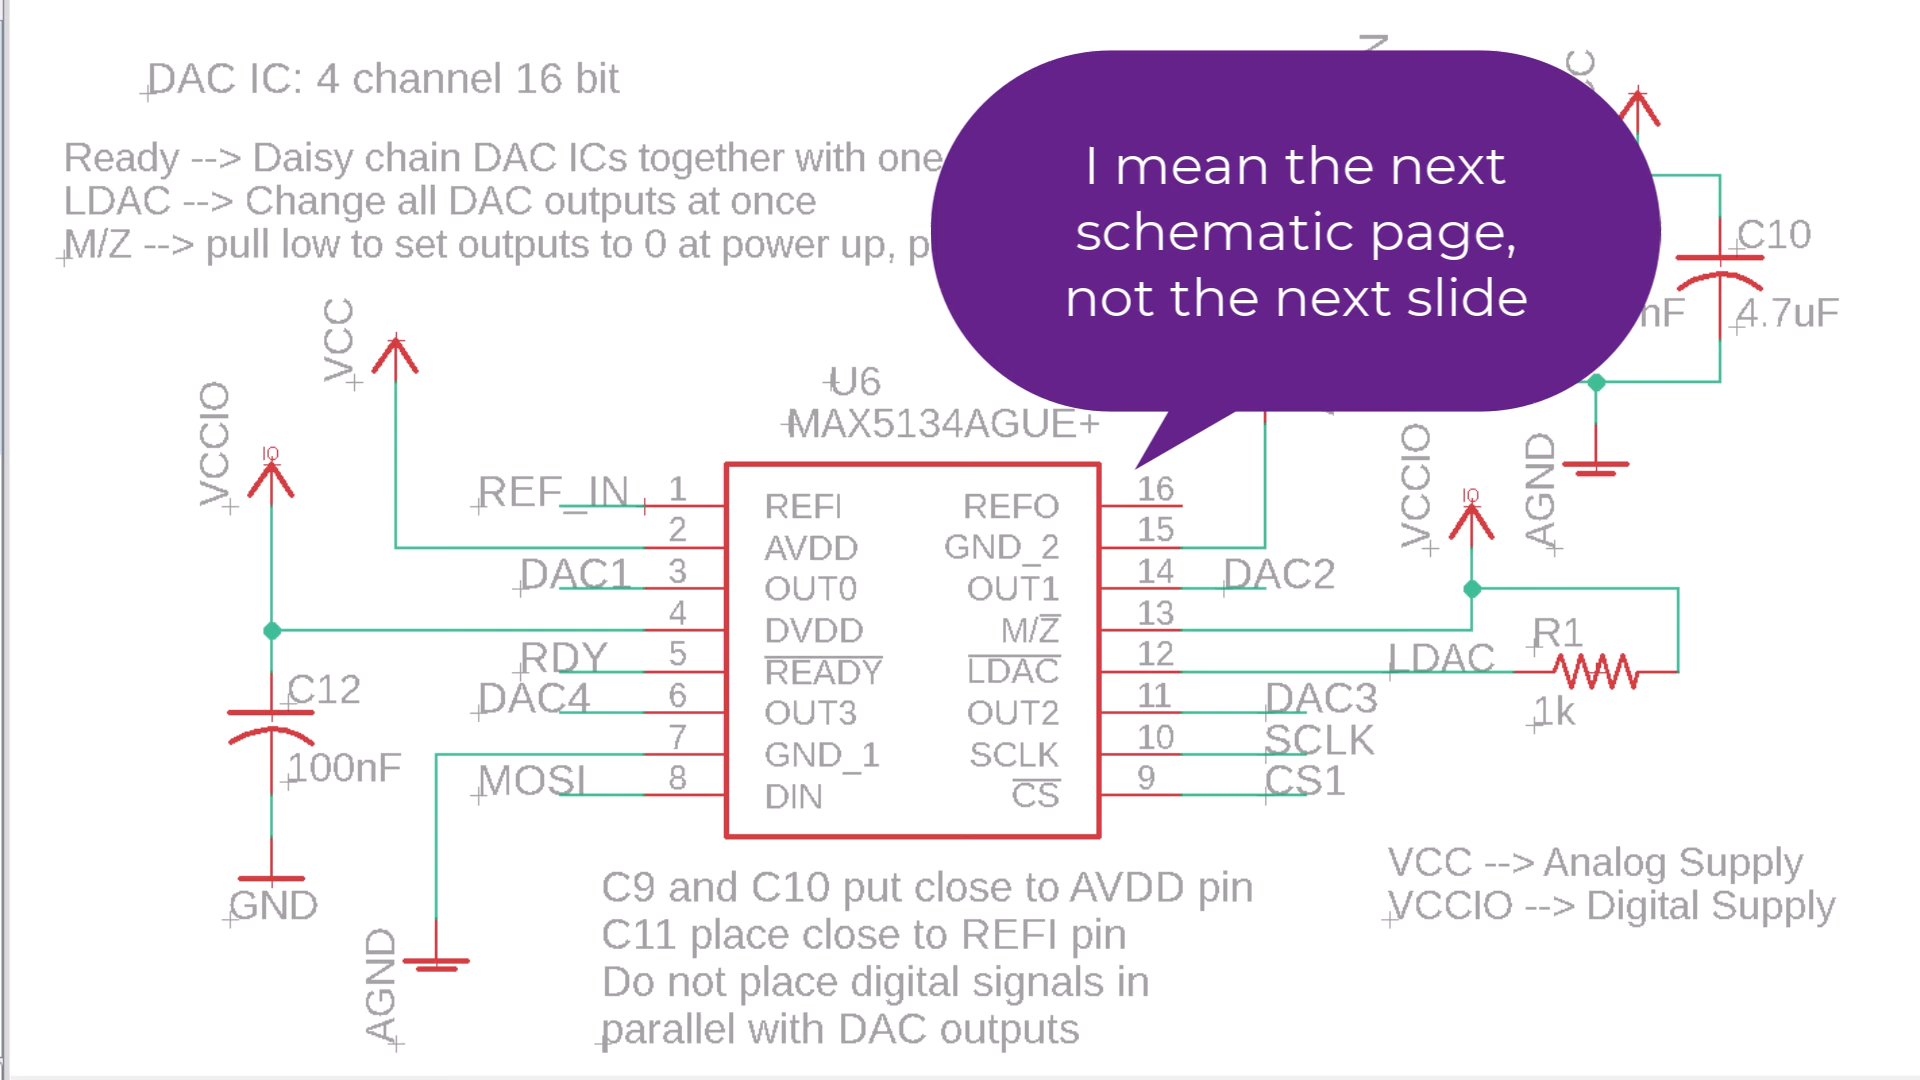 DAC IC: 4 channel 16 bit
Ready --> Daisy chain DAC ICs together with one
LDAC --> Change all DAC outputs at once
M/Z --> pull low to set outputs to 0 at power up, p
I mean the next
schematic page,
not the next slide
C10
nF
4.7uF
VCC
VCCIO
IO
U6
MAX5134AGUE+
VCCIO
IO
AGND
REF_IN
1
REFI
REFO
16
2
AVDD
GND_2
15
DAC1
3
OUT0
OUT1
14
DAC2
4
DVDD
M/Z
13
RDY
5
READY
LDAC
12
LDAC
R1
1k
DAC4
6
OUT3
OUT2
11
DAC3
7
GND_1
SCLK
10
SCLK
MOSI
8
DIN
CS
9
CS1
C12
100nF
GND
AGND
C9 and C10 put close to AVDD pin
C11 place close to REFI pin
Do not place digital signals in
parallel with DAC outputs
VCC --> Analog Supply
VCCIO --> Digital Supply